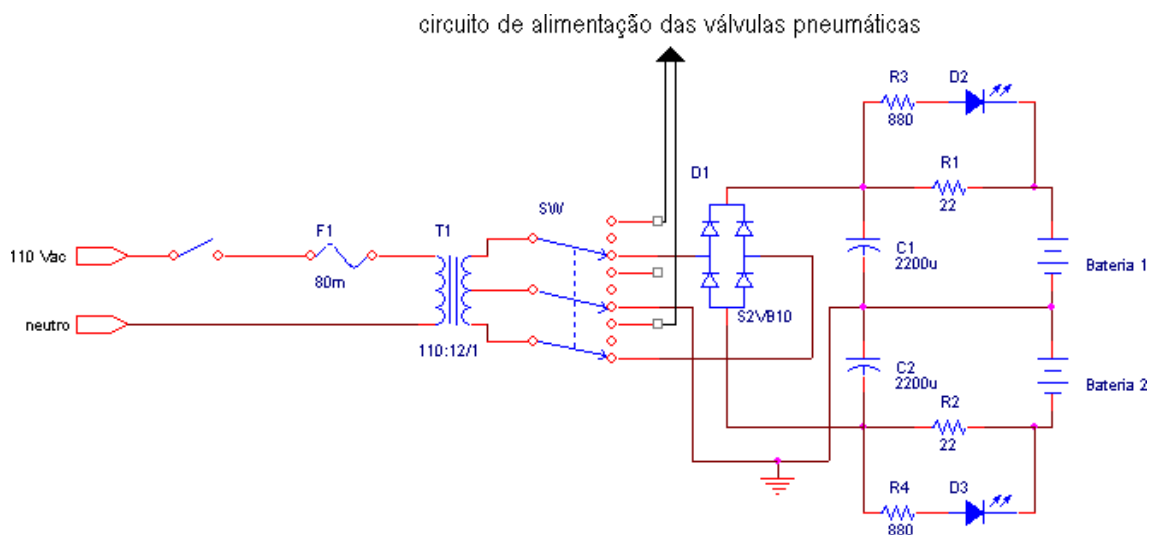 circuito de alimentação das válvulas pneumáticas
R3
D2
880
R1
22
D1
SW
F1
T1
110 Vac
80m
neutro
110:12/1
C1
2200u
Bateria 1
S2VB10
C2
2200u
Bateria 2
R2
22
R4
D3
880